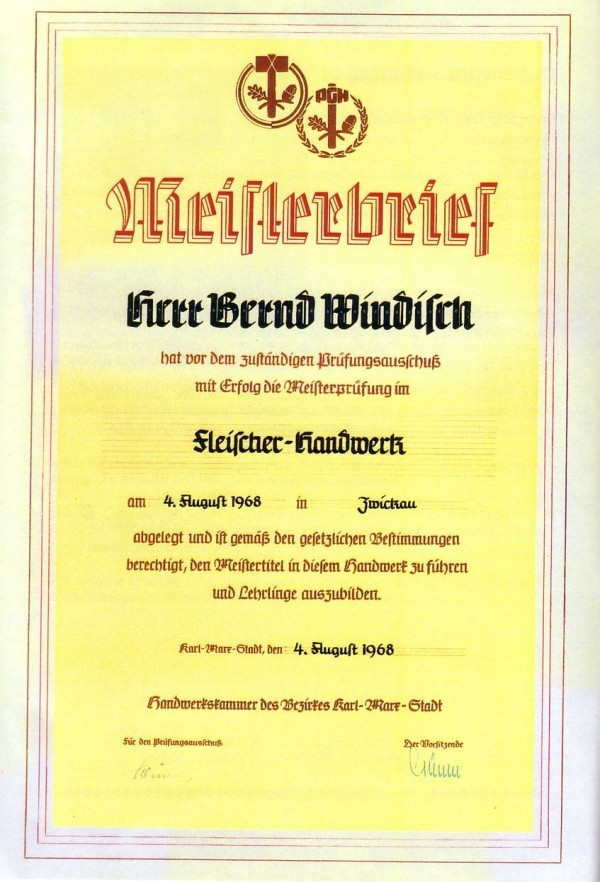 PGH
Meisterbrief
Herr Bernd Windisch
hat vor dem zuständigen Prüfungsausschuß
mit Erfolg die Meisterprüfung im
Fleischer-Handwerk
am 4. August 1968 in Zwickau
abgelegt und ist gemäß den gesetzlichen Bestimmungen
berechtigt, den Meistertitel in diesem Handwerk zu führen
und Lehrlinge auszubilden.
Karl-Marx-Stadt, den 4. August 1968
Handwerkskammer des Bezirkes Karl-Marx-Stadt
Für den Prüfungsausschuß Der Vorsitzende